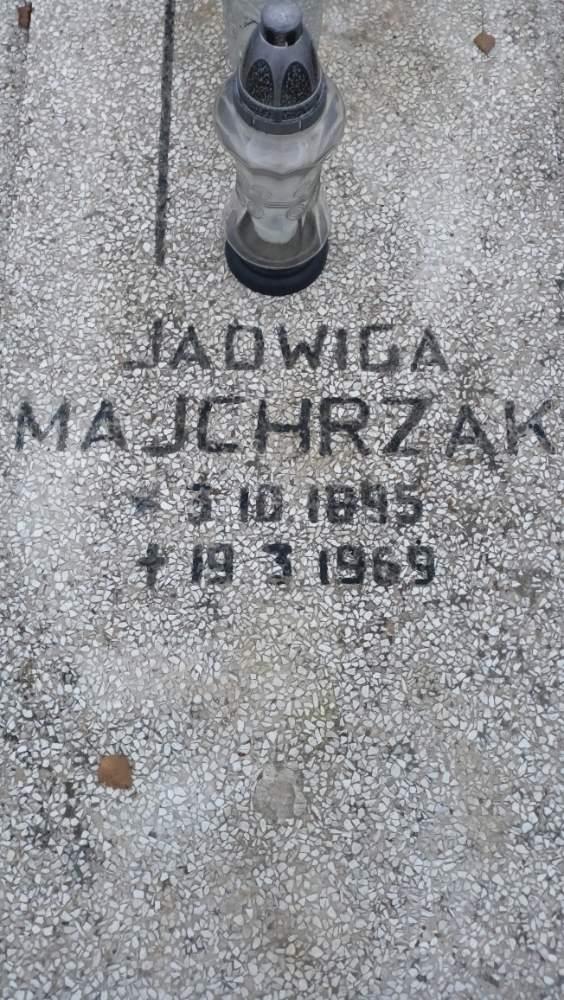 JADWIGA
MAJCHRZAK
* 3.10.1895
† 19 3 1969